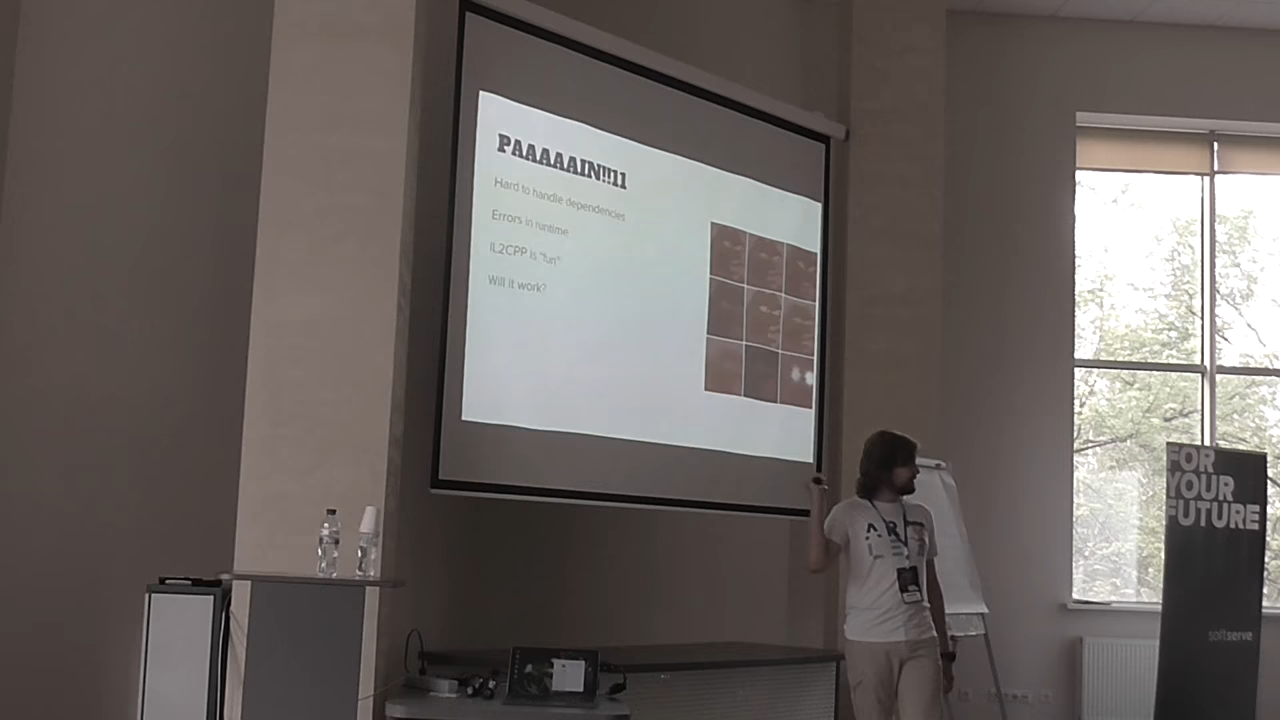 PAAAAAIN!!11
Hard to handle dependencies
Errors in runtime
IL2CPP is "fun"
Will it work?
FOR
YOUR
FUTURE
softserve